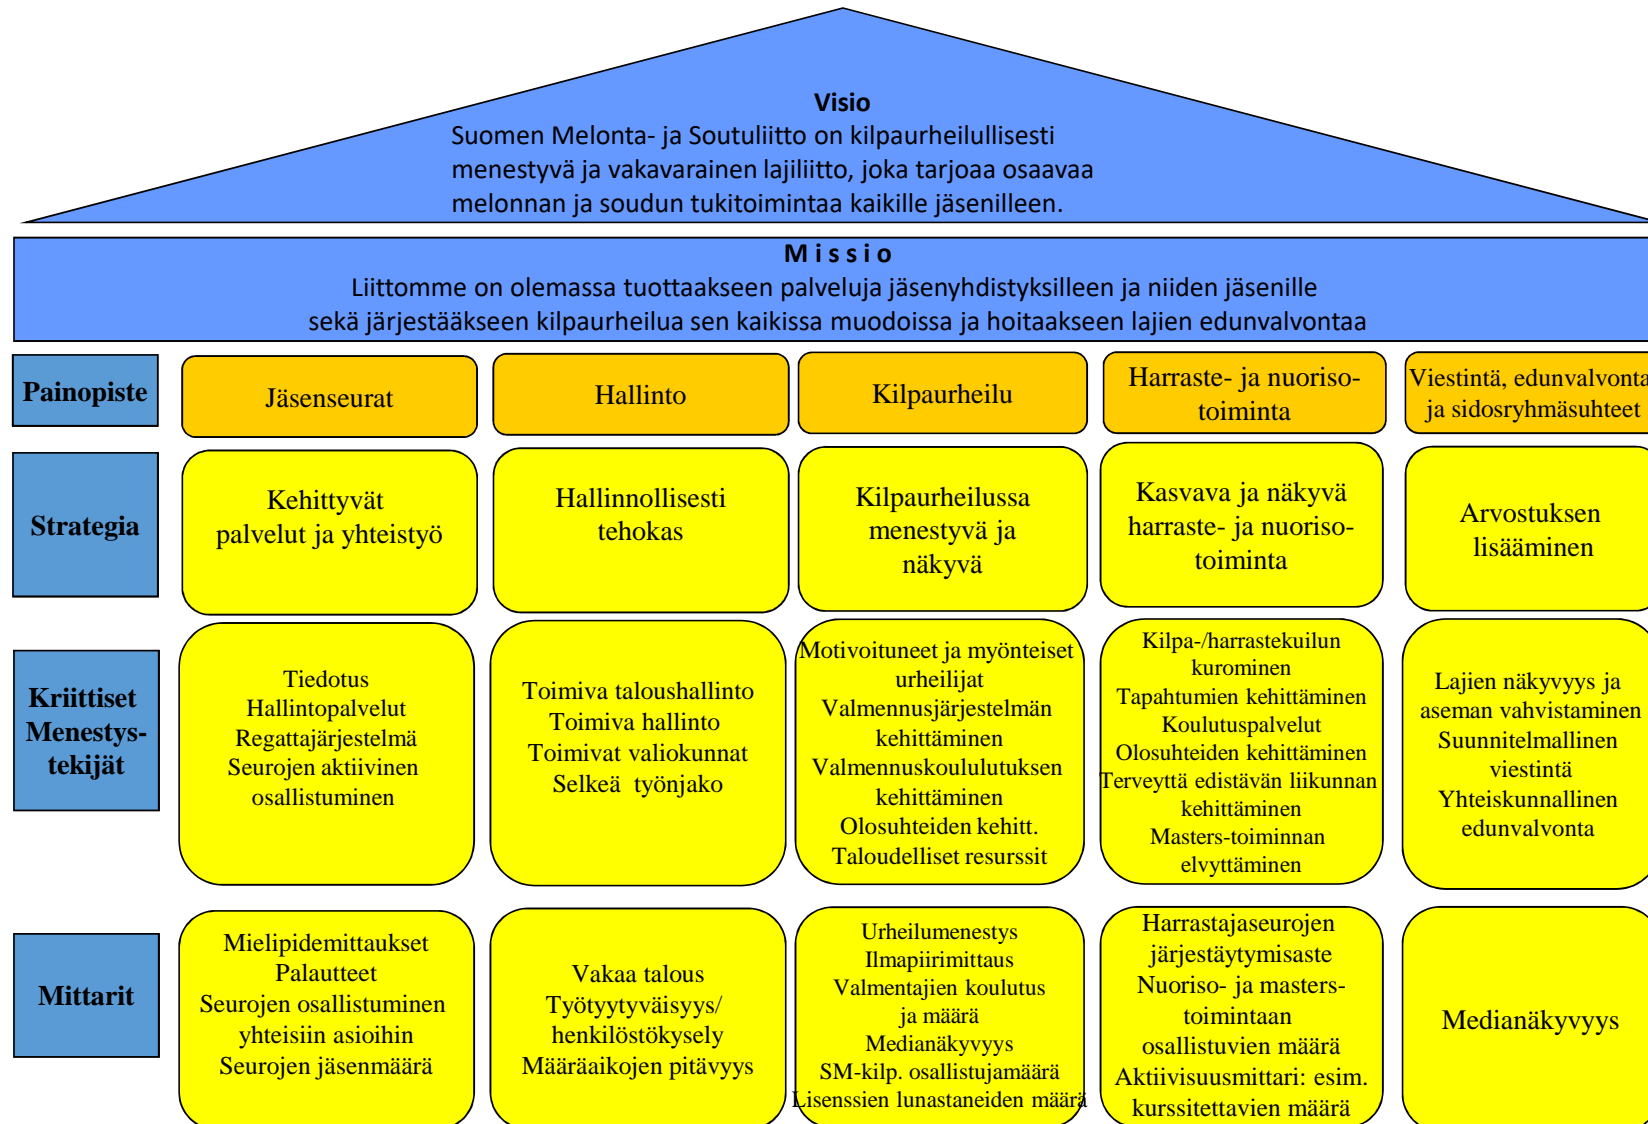 Visio
Suomen Melonta- ja Soutuliitto on kilpaurheilullisesti
menestyvä ja vakavarainen lajiliitto, joka tarjoaa osaavaa
melonnan ja soudun tukitoimintaa kaikille jäsenilleen.
M i s s i o
Liittomme on olemassa tuottaakseen palveluja jäsenyhdistyksilleen ja niiden jäsenille
sekä järjestääkseen kilpaurheilua sen kaikissa muodoissa ja hoitaakseen lajien edunvalvontaa
Painopiste
Jäsenseurat
Hallinto
Kilpaurheilu
Harraste- ja nuoriso-
toiminta
Viestintä, edunvalvonta
ja sidosryhmäsuhteet
Strategia
Kehittyvät
palvelut ja yhteistyö
Hallinnollisesti
tehokas
Kilpaurheilussa
menestyvä ja
näkyvä
Kasvava ja näkyvä
harraste- ja nuoriso-
toiminta
Arvostuksen
lisääminen
Kriittiset
Menestys-
tekijät
Tiedotus
Hallintopalvelut
Regattajärjestelmä
Seurojen aktiivinen
osallistuminen
Toimiva taloushallinto
Toimiva hallinto
Toimivat valiokunnat
Selkeä työnjako
Motivoituneet ja myönteiset
urheilijat
Valmennusjärjestelmän
kehittäminen
Valmennuskoululutuksen
kehittäminen
Olosuhteiden kehitt.
Taloudelliset resurssit
Kilpa-/harrastekuilun
kurominen
Tapahtumien kehittäminen
Koulutuspalvelut
Olosuhteiden kehittäminen
Terveyttä edistävän liikunnan
kehittäminen
Masters-toiminnan
elvyttäminen
Lajien näkyvyys ja
aseman vahvistaminen
Suunnitelmallinen
viestintä
Yhteiskunnallinen
edunvalvonta
Mittarit
Mielipidemittaukset
Palautteet
Seurojen osallistuminen
yhteisiin asioihin
Seurojen jäsenmäärä
Vakaa talous
Työtyytyväisyys/
henkilöstökysely
Määräaikojen pitävyys
Urheilumenestys
Ilmapiirimittaus
Valmentajien koulutus
ja määrä
Medianäkyvyys
SM-kilp. osallistujamäärä
Lisenssien lunastaneiden määrä
Harrastajaseurojen
järjestäytymisaste
Nuoriso- ja masters-
toimintaan
osallistuvien määrä
Aktiivisuusmittari: esim.
kurssitettavien määrä
Medianäkyvyys